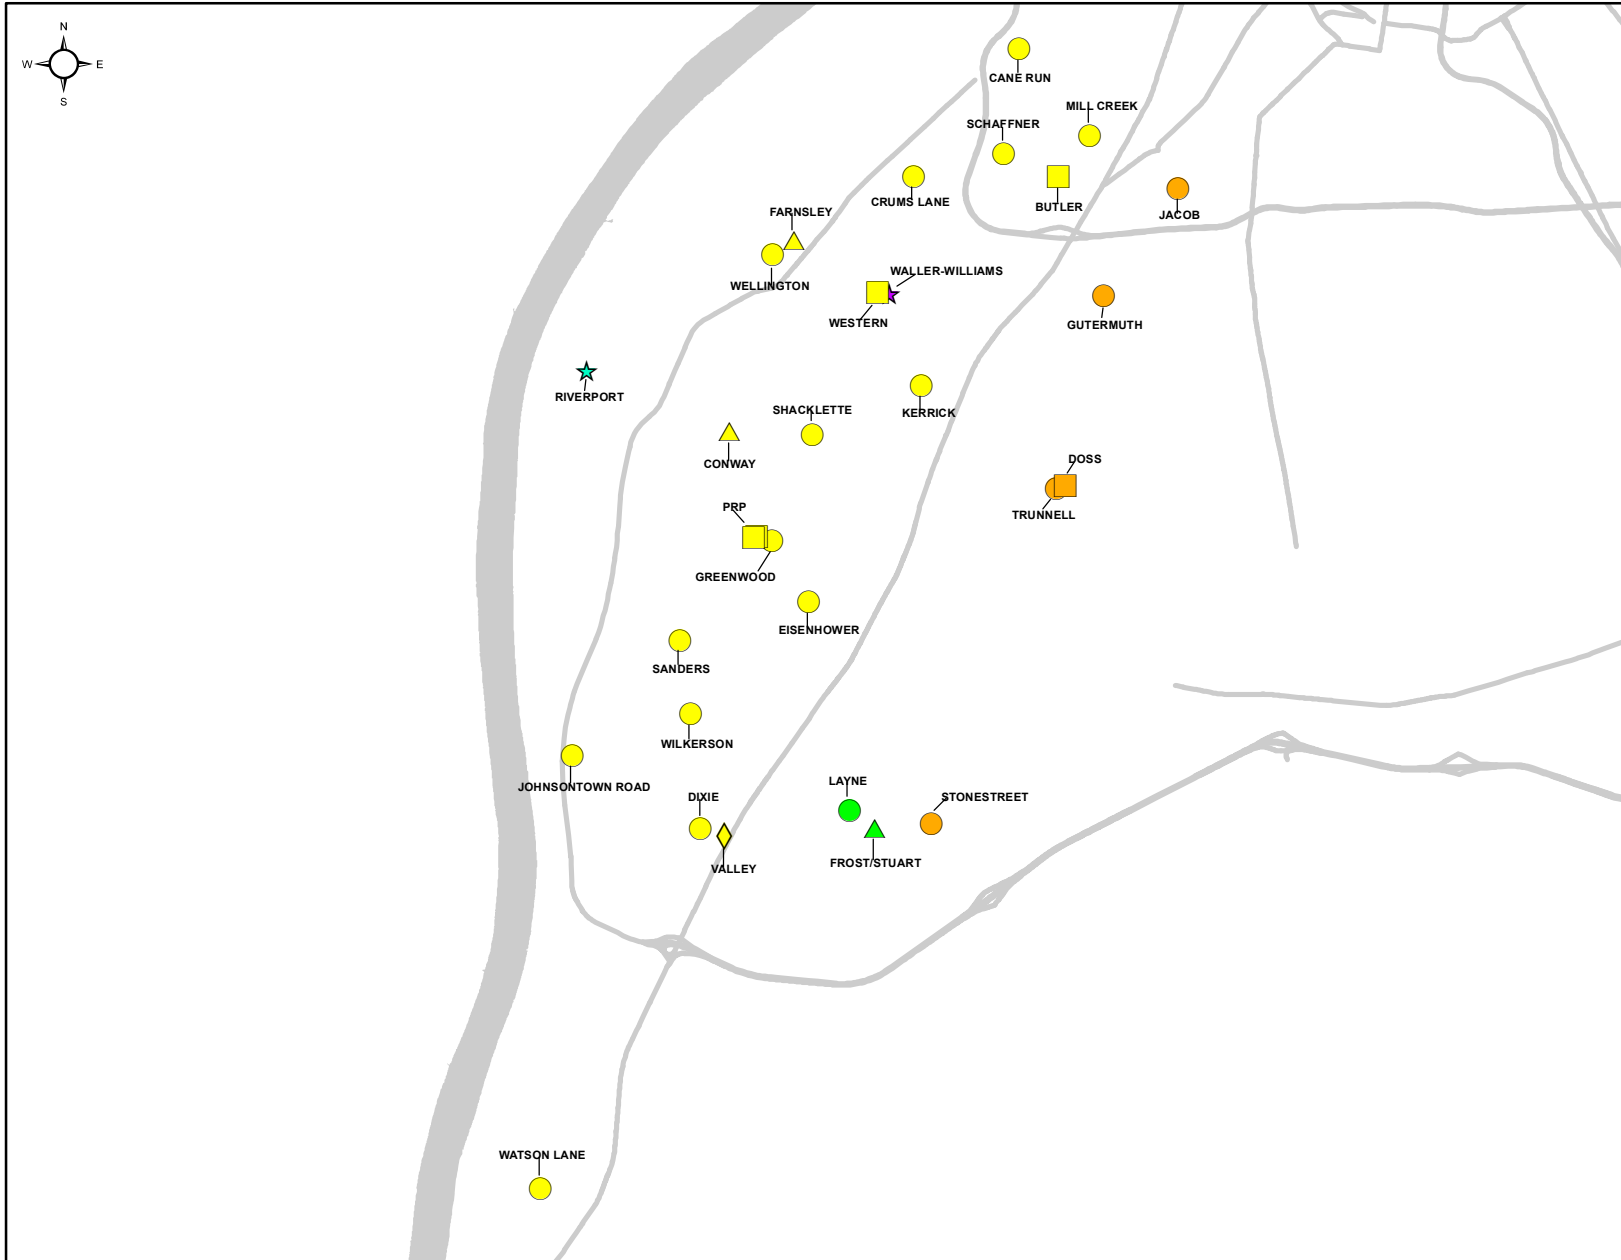 N
W E
S
CANE RUN
MILL CREEK
SCHAFFNER
CRUMS LANE
BUTLER
JACOB
FARNSLEY
WELLINGTON
WALLER-WILLIAMS
WESTERN
GUTERMUTH
RIVERPORT
SHACKLETTE
KERRICK
CONWAY
DOSS
TRUNNELL
PRP
GREENWOOD
EISENHOWER
SANDERS
WILKERSON
JOHNSONTOWN ROAD
DIXIE
LAYNE
STONESTREET
VALLEY
FROST/STUART
WATSON LANE